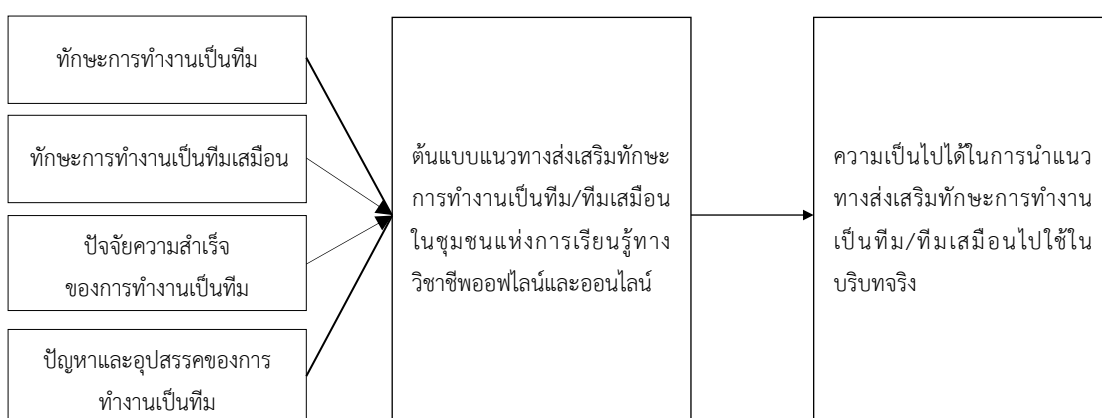 ทักษะการทำงานเป็นทีม
ทักษะการทำงานเป็นทีมเสมือน
ปัจจัยความสำเร็จ
ของการทำงานเป็นทีม
ปัญหาและอุปสรรคของการ
ทำงานเป็นทีม
ต้นแบบแนวทางส่งเสริมทักษะ
การทำงานเป็นทีม/ทีมเสมือน
ในชุมชนแห่งการเรียนรู้ทาง
วิชาชีพออฟไลน์และออนไลน์
ความเป็นไปได้ในการนำแนว
ทางส่งเสริมทักษะการทำงาน
เป็นทีม/ทีมเสมือนไปใช้ใน
บริบทจริง